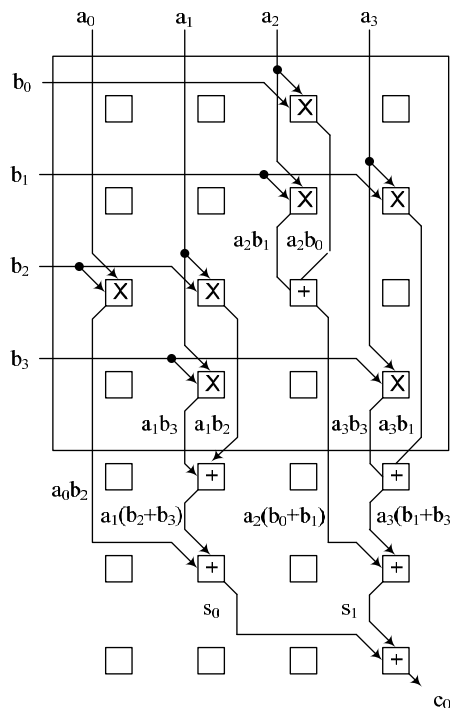 a₀ a₁ a₂ a₃
b₀
X
b₁
X X
a₂b₁ a₂b₀
b₂
X X +
b₃
X X
a₁b₃ a₁b₂ a₃b₃ a₃b₁
+ +
a₀b₂
a₁(b₂+b₃) a₂(b₀+b₁) a₃(b₁+b₃
+ +
s₀ s₁
+
c₀